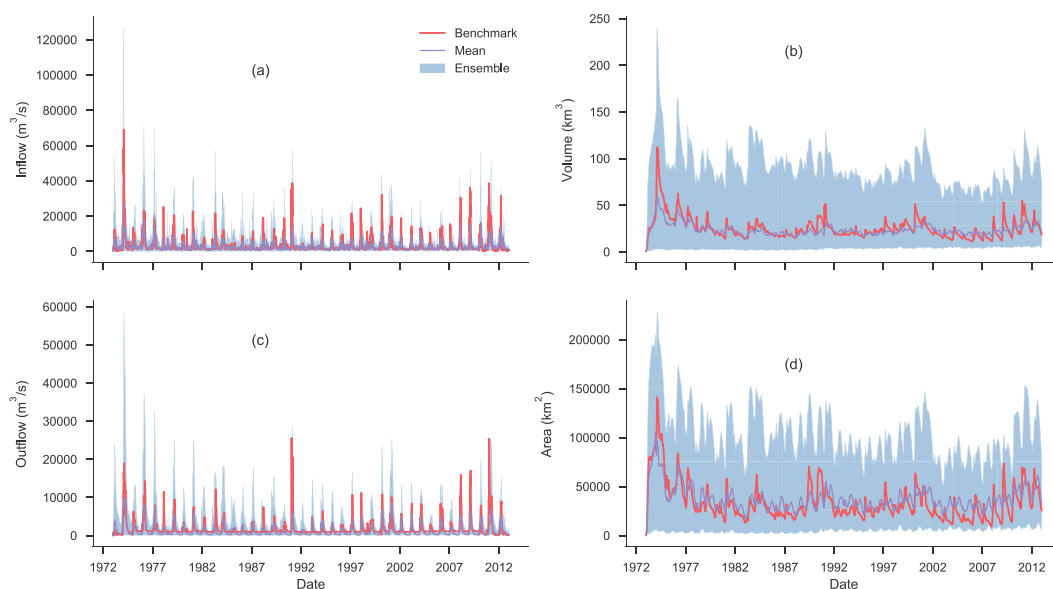 120000
100000
80000
60000
40000
20000
0
Inflow (m³/s)
(a)
Benchmark
Mean
Ensemble
250
200
150
100
50
0
Volume (km³)
(b)
60000
50000
40000
30000
20000
10000
0
Outflow (m³/s)
(c)
1972 1977 1982 1987 1992 1997 2002 2007 2012
Date
200000
150000
100000
50000
0
Area (km²)
(d)
1972 1977 1982 1987 1992 1997 2002 2007 2012
Date